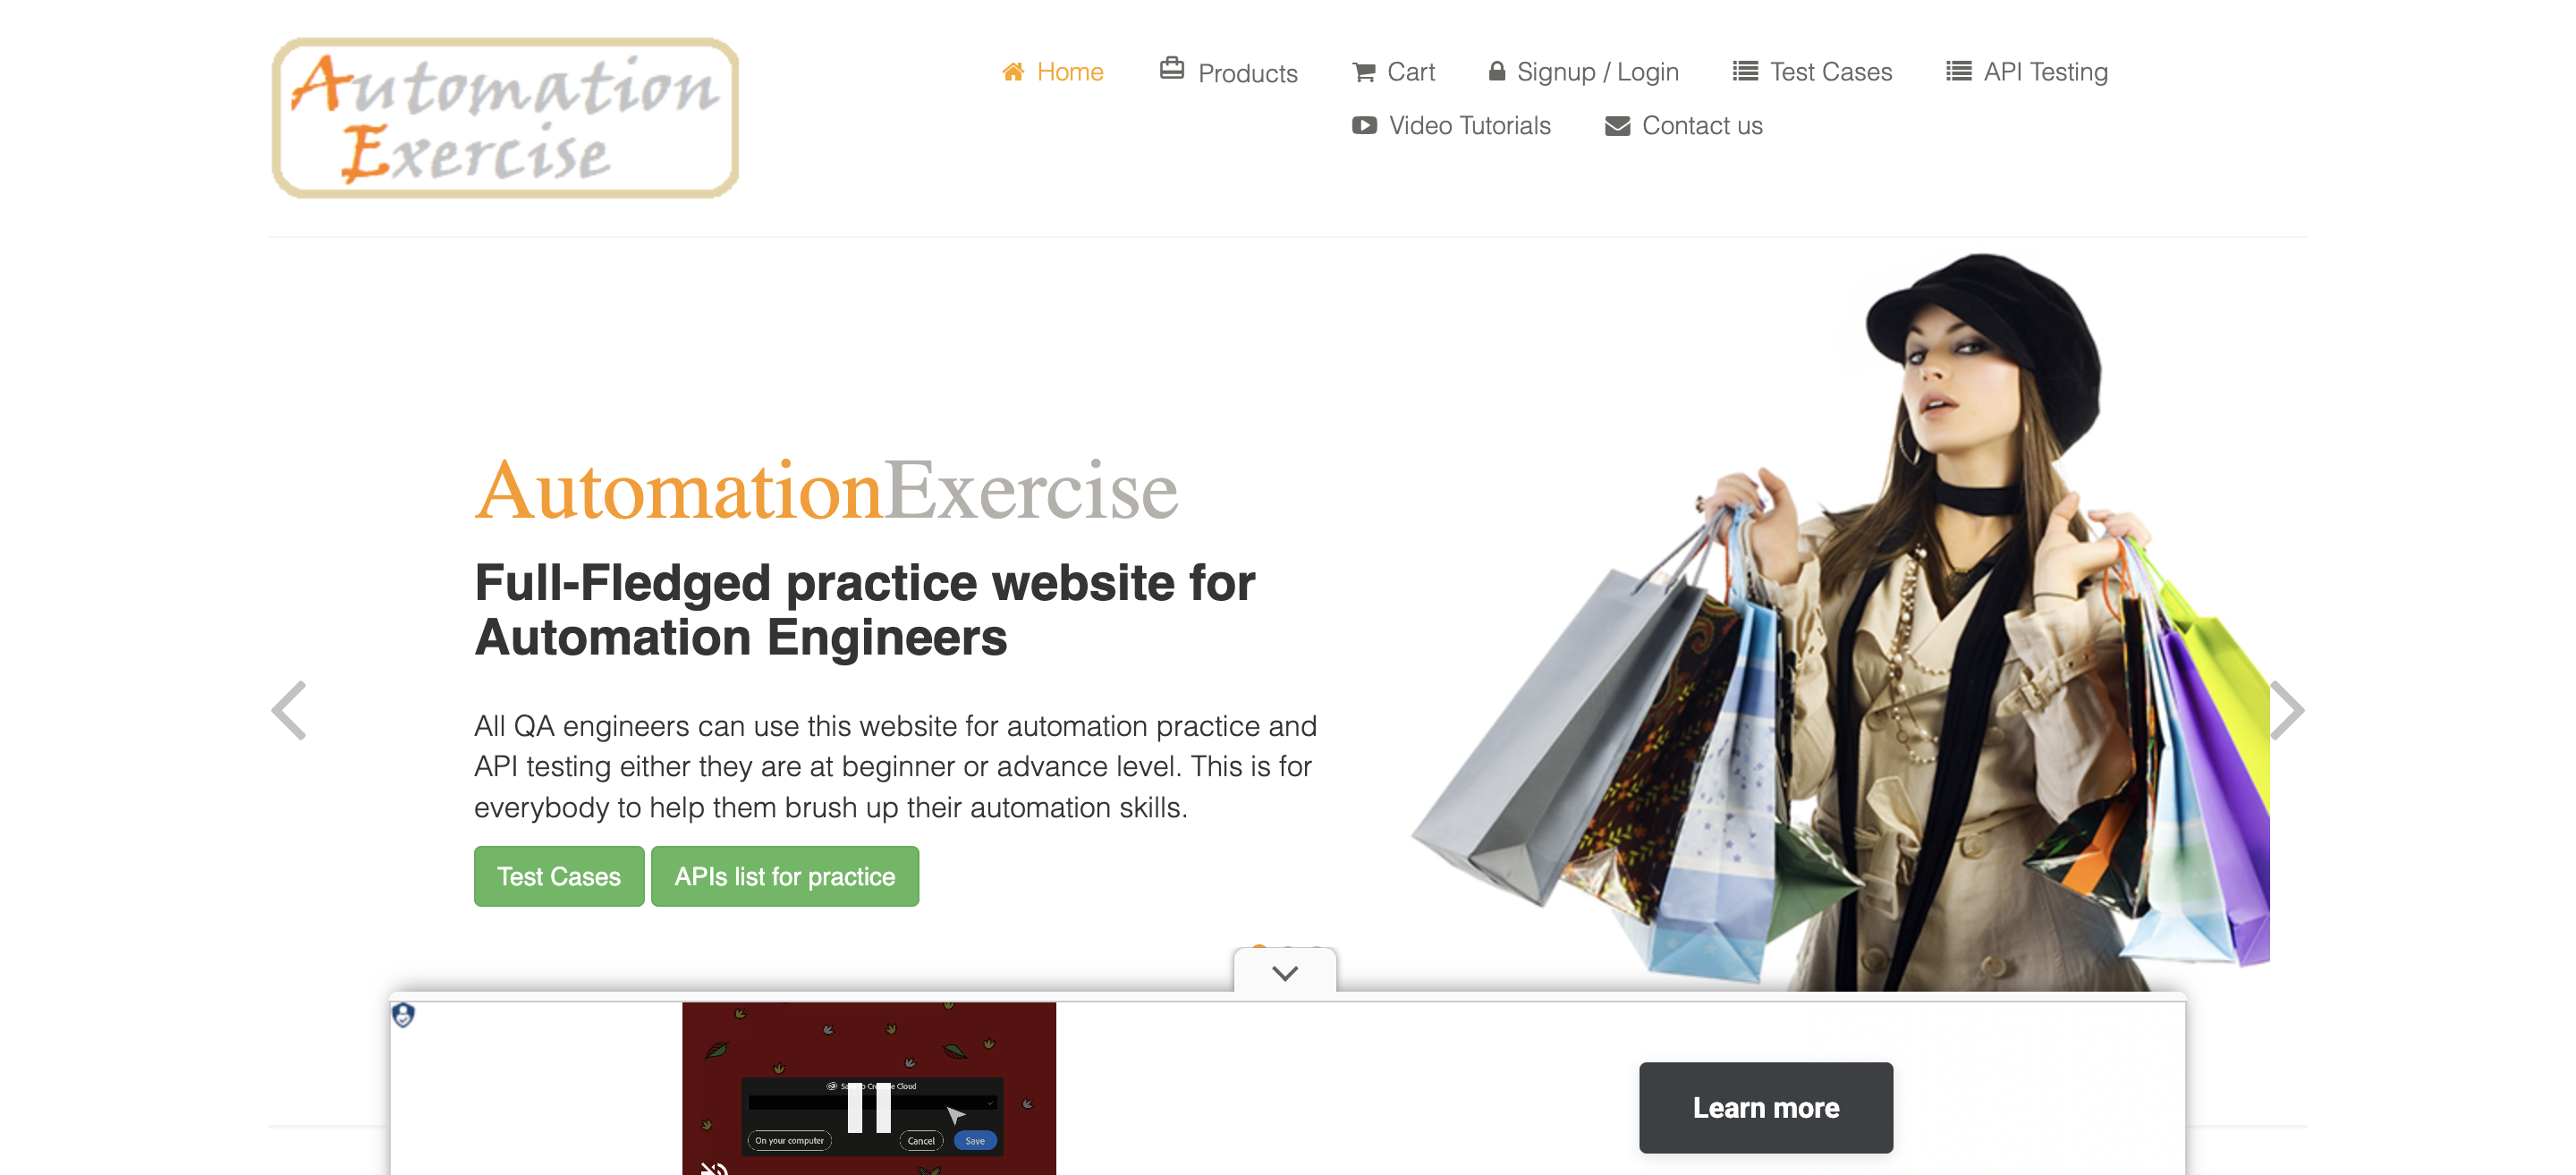 Automation
Exercise
Home
Products
Cart
Signup / Login
Test Cases
API Testing
Video Tutorials
Contact us
AutomationExercise
Full-Fledged practice website for
Automation Engineers
All QA engineers can use this website for automation practice and
API testing either they are at beginner or advance level. This is for
everybody to help them brush up their automation skills.
Test Cases
APIs list for practice
Cloud
On your computer
Cancel
Save
Learn more